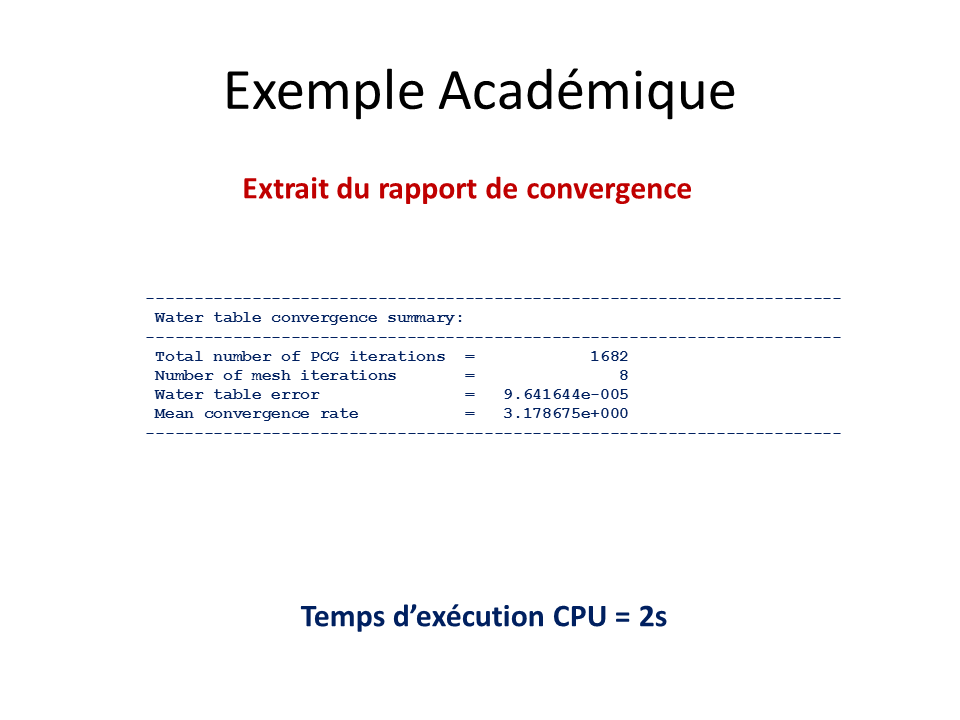 Exemple Académique
Extrait du rapport de convergence
------------------------------------------------------------------------
Water table convergence summary:
------------------------------------------------------------------------
Total number of PCG iterations = 1682
Number of mesh iterations = 8
Water table error = 9.641644e-005
Mean convergence rate = 3.178675e+000
------------------------------------------------------------------------
Temps d’exécution CPU = 2s